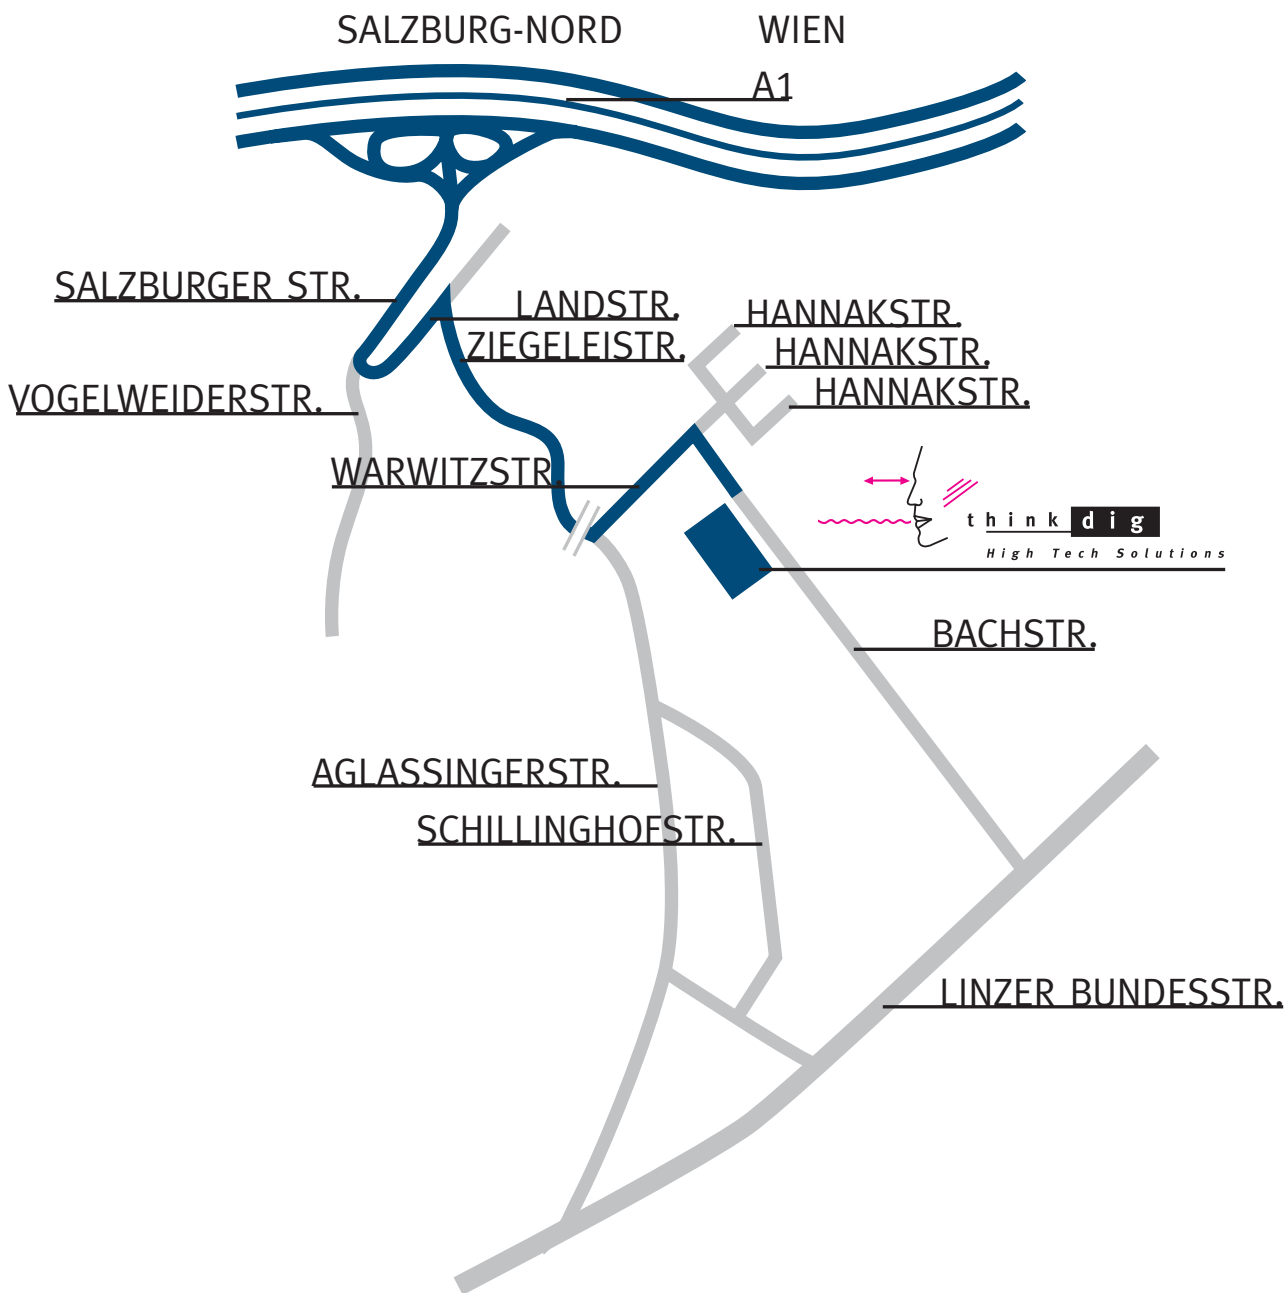 SALZBURG-NORD WIEN
A1
SALZBURGER STR.
LANDSTR.
HANNAKSTR.
ZIEGELEISTR.
HANNAKSTR.
VOGELWEIDERSTR.
HANNAKSTR.
WARWITZSTR.
think dig
High Tech Solutions
BACHSTR.
AGLASSINGERSTR.
SCHILLINGHOFSTR.
LINZER BUNDESSTR.